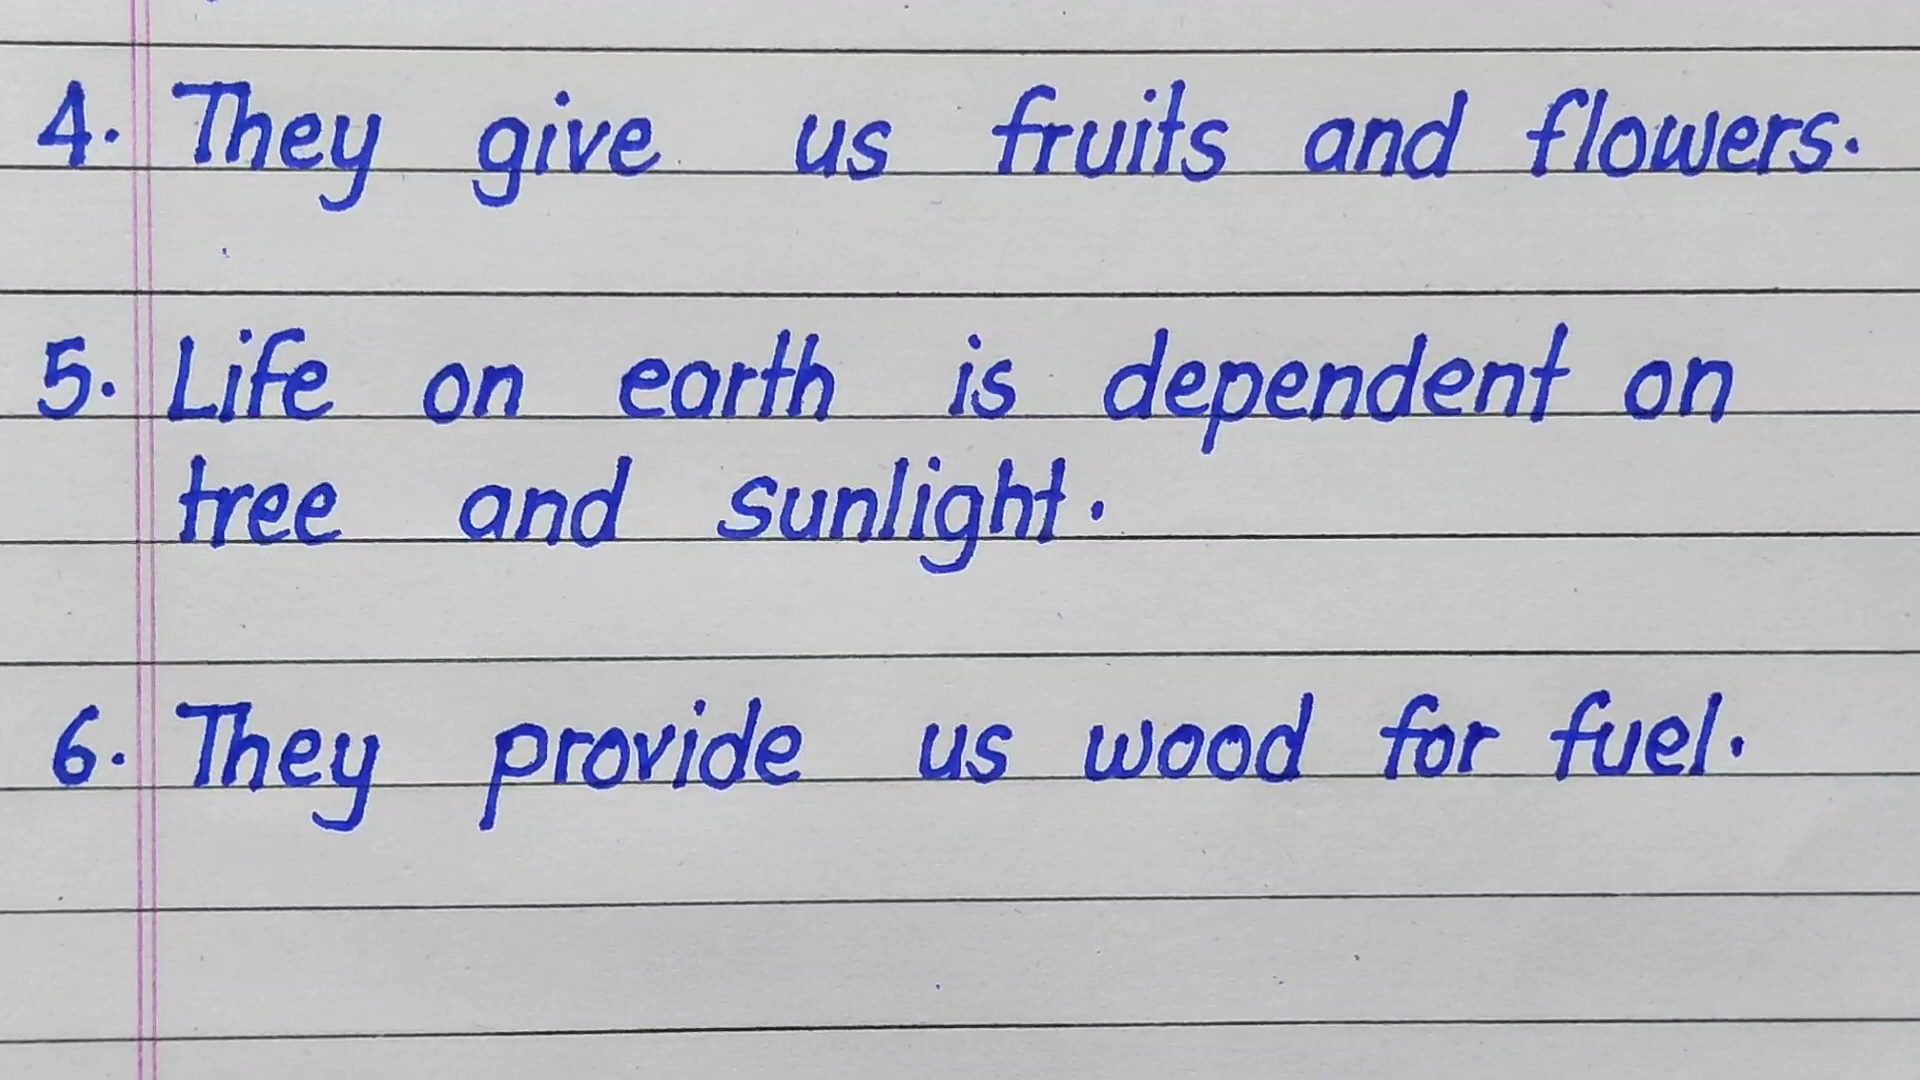 4. They give us fruits and flowers.
5. Life on earth is dependent on
tree and sunlight.
6. They provide us wood for fuel.